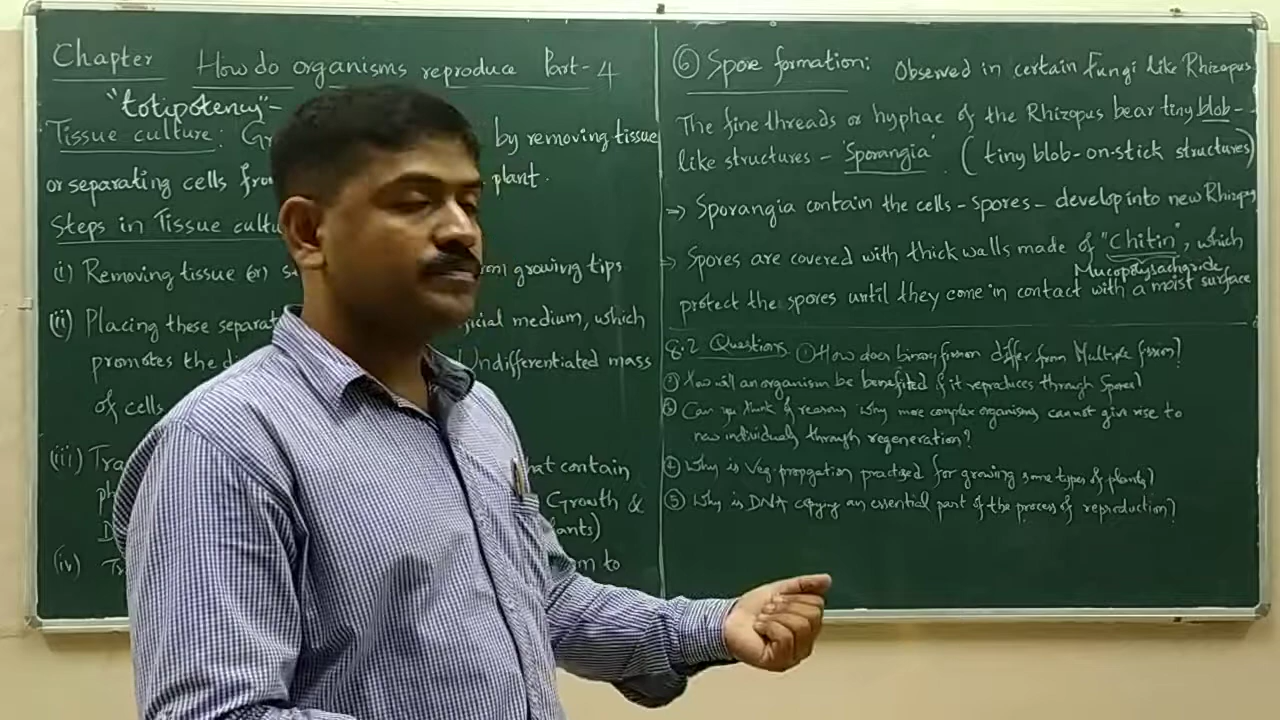 Chapter How do organisms reproduce Part-4
"totipotency"-
Tissue culture: by removing tissue
or separating cells plant.
Steps in Tissue
(i) Removing tissue growing tips
(ii) Placing these medium, which
promotes the Undifferentiated mass
of cells
(iii) contain
Growth &
(iv) to
⑥ Spore formation: Observed in certain fungi like Rhizopus
The fine threads or hyphae of the Rhizopus bear tiny blob-
like structures - 'Sporangia'. (tiny blob-on-stick structures)
=> Sporangia contain the cells - spores - develop into new Rhizopus
=> Spores are covered with thick walls made of "Chitin", which
Mucopolysachride
protect the spores until they come in contact with a moist surface
8.2 Questions ① How does binary fission differ from Multiple fission?
② How will an organism be benefited if it reproduces through Spores?
③ Can you think of reasons why more complex organisms cannot give rise to
new individuals through regeneration?
④ Why is Veg. propgation practized for growing some types of plants?
⑤ Why is DNA copying an essential part of the process of reproduction?